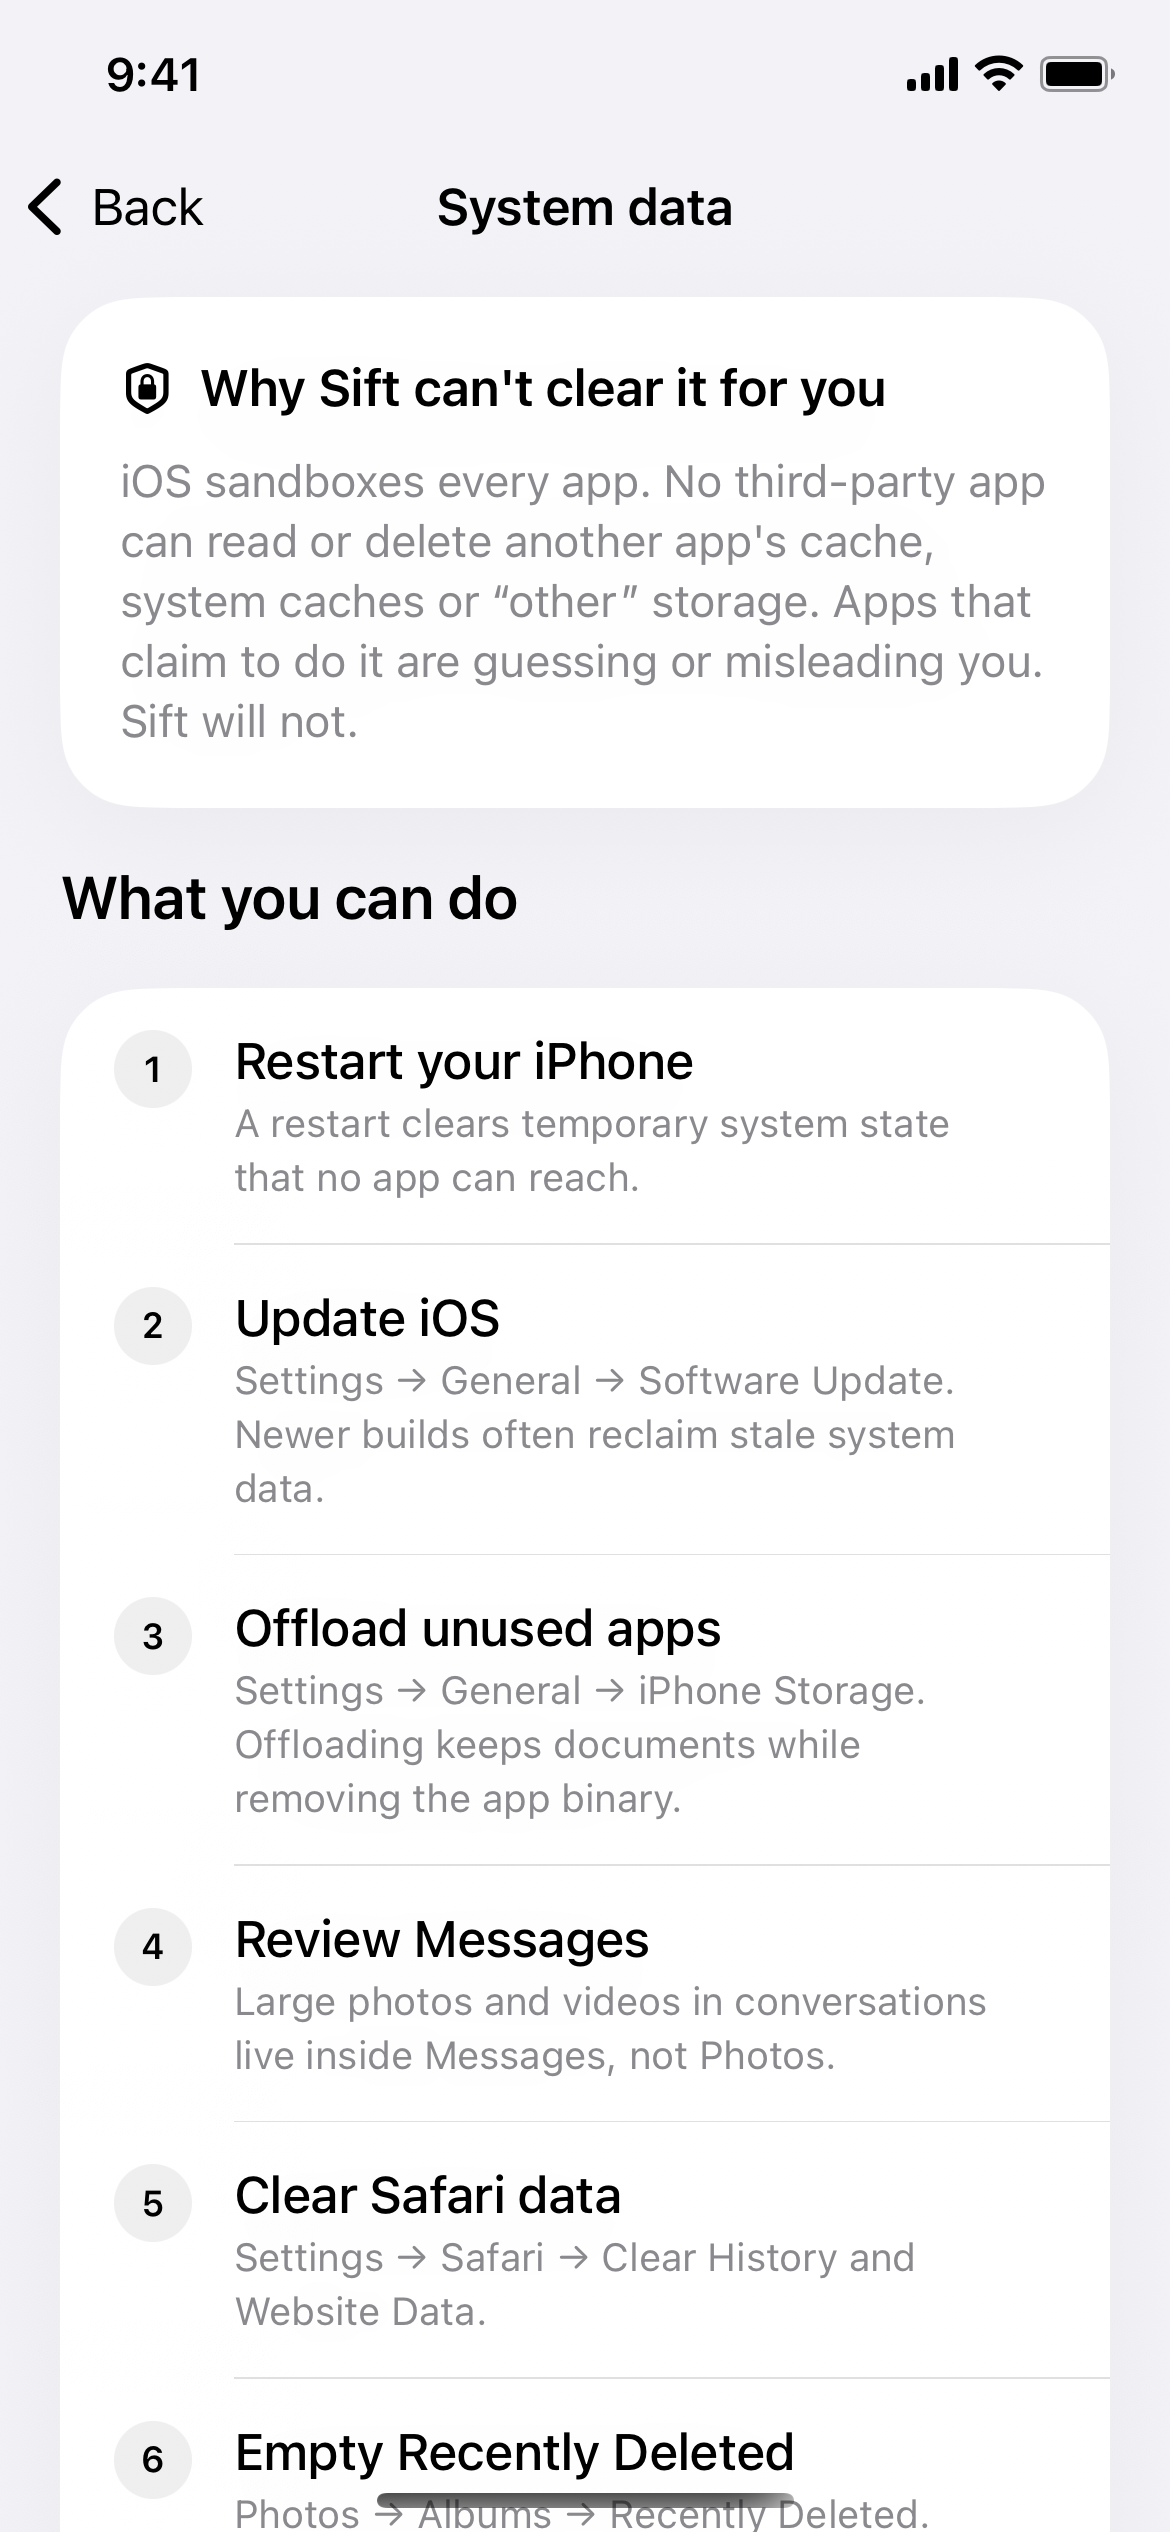 9:41
Back
System data
Why Sift can't clear it for you
iOS sandboxes every app. No third-party app
can read or delete another app's cache,
system caches or “other” storage. Apps that
claim to do it are guessing or misleading you.
Sift will not.
What you can do
1
Restart your iPhone
A restart clears temporary system state
that no app can reach.
2
Update iOS
Settings → General → Software Update.
Newer builds often reclaim stale system
data.
3
Offload unused apps
Settings → General → iPhone Storage.
Offloading keeps documents while
removing the app binary.
4
Review Messages
Large photos and videos in conversations
live inside Messages, not Photos.
5
Clear Safari data
Settings → Safari → Clear History and
Website Data.
6
Empty Recently Deleted
Photos → Albums → Recently Deleted.